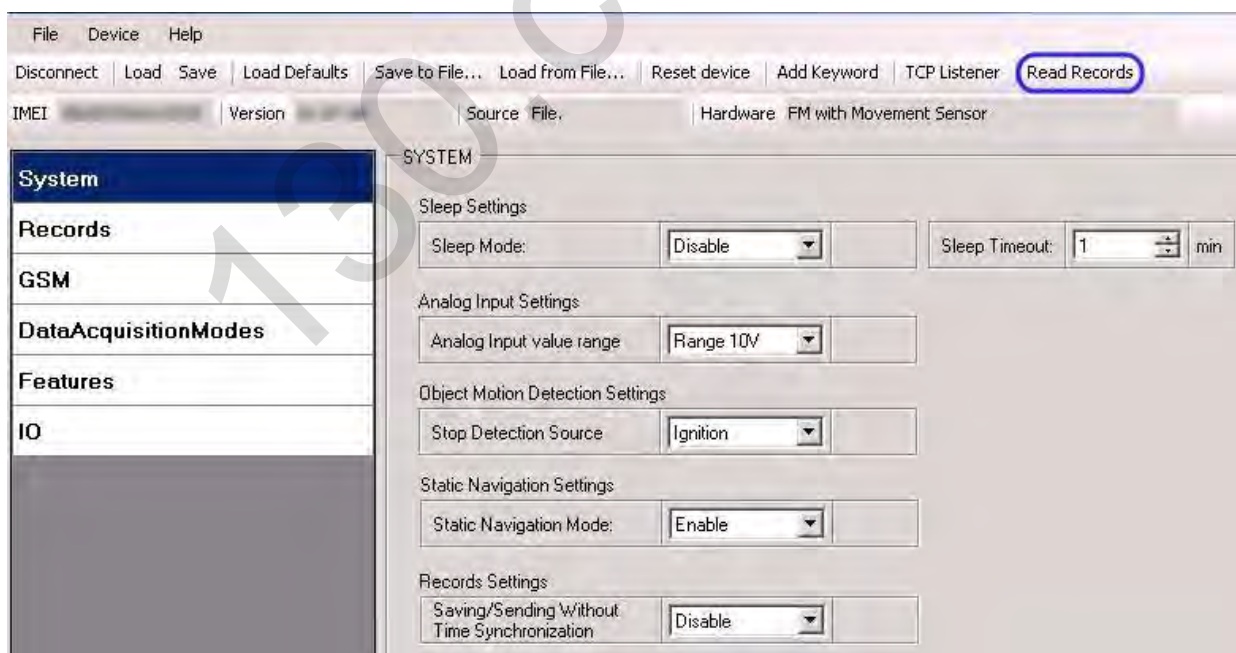 File Device Help
Disconnect Load Save Load Defaults Save to File... Load from File... Reset device Add Keyword TCP Listener Read Records
IMEI Version Source File. Hardware FM with Movement Sensor
System
Records
GSM
DataAcquisitionModes
Features
IO
SYSTEM
Sleep Settings
Sleep Mode: Disable Sleep Timeout: 1 min
Analog Input Settings
Analog Input value range Range 10V
Object Motion Detection Settings
Stop Detection Source Ignition
Static Navigation Settings
Static Navigation Mode: Enable
Records Settings
Saving/Sending Without
Time Synchronization Disable
130.C